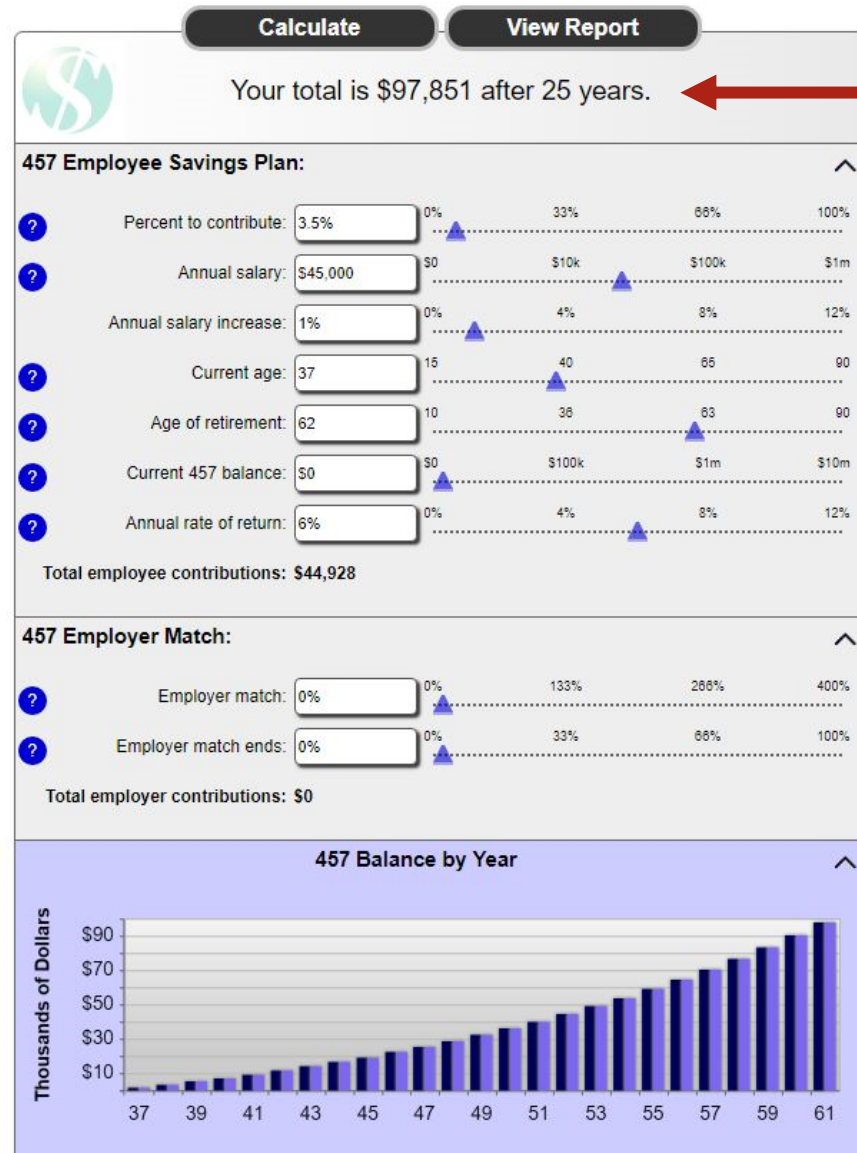 Calculate View Report
$
Your total is $97,851 after 25 years.
457 Employee Savings Plan:
? Percent to contribute: 3.5% 0% 33% 66% 100%
? Annual salary: $45,000 $0 $10k $100k $1m
Annual salary increase: 1% 0% 4% 8% 12%
? Current age: 37 15 40 65 90
? Age of retirement: 62 10 36 63 90
? Current 457 balance: $0 $0 $100k $1m $10m
? Annual rate of return: 6% 0% 4% 8% 12%
Total employee contributions: $44,928
457 Employer Match:
? Employer match: 0% 0% 133% 266% 400%
? Employer match ends: 0% 0% 33% 66% 100%
Total employer contributions: $0
457 Balance by Year
Thousands of Dollars
$90
$70
$50
$30
$10
37 39 41 43 45 47 49 51 53 55 57 59 61